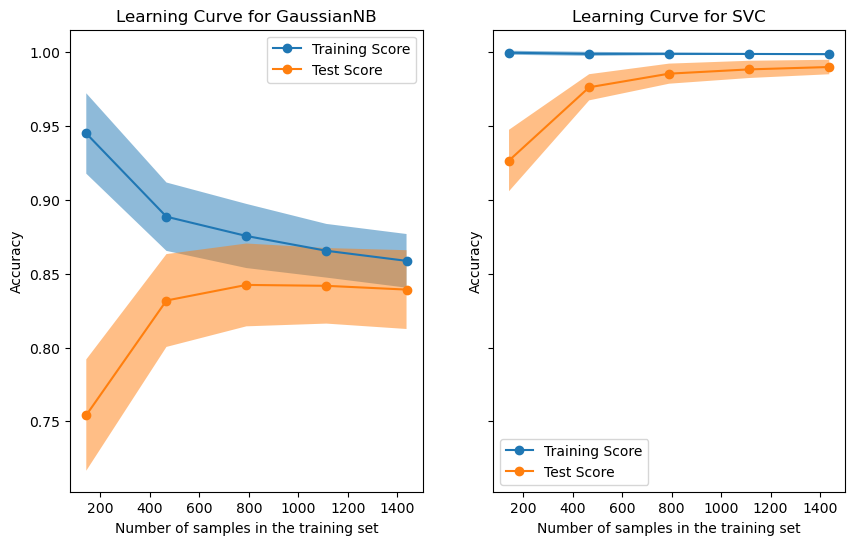 Learning Curve for GaussianNB
Training Score
Test Score
1.00
0.95
0.90
0.85
0.80
0.75
Accuracy
200 400 600 800 1000 1200 1400
Number of samples in the training set
Learning Curve for SVC
Accuracy
Training Score
Test Score
200 400 600 800 1000 1200 1400
Number of samples in the training set